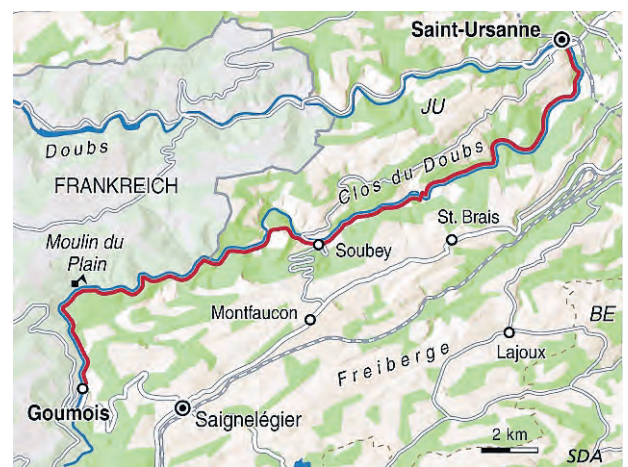 Saint-Ursanne
JU
Doubs
Clos du Doubs
FRANKREICH
St. Brais
Soubey
Moulin du
Plain
Montfaucon
BE
Freiberge
Lajoux
Goumois
Saignelégier
2 km
SDA